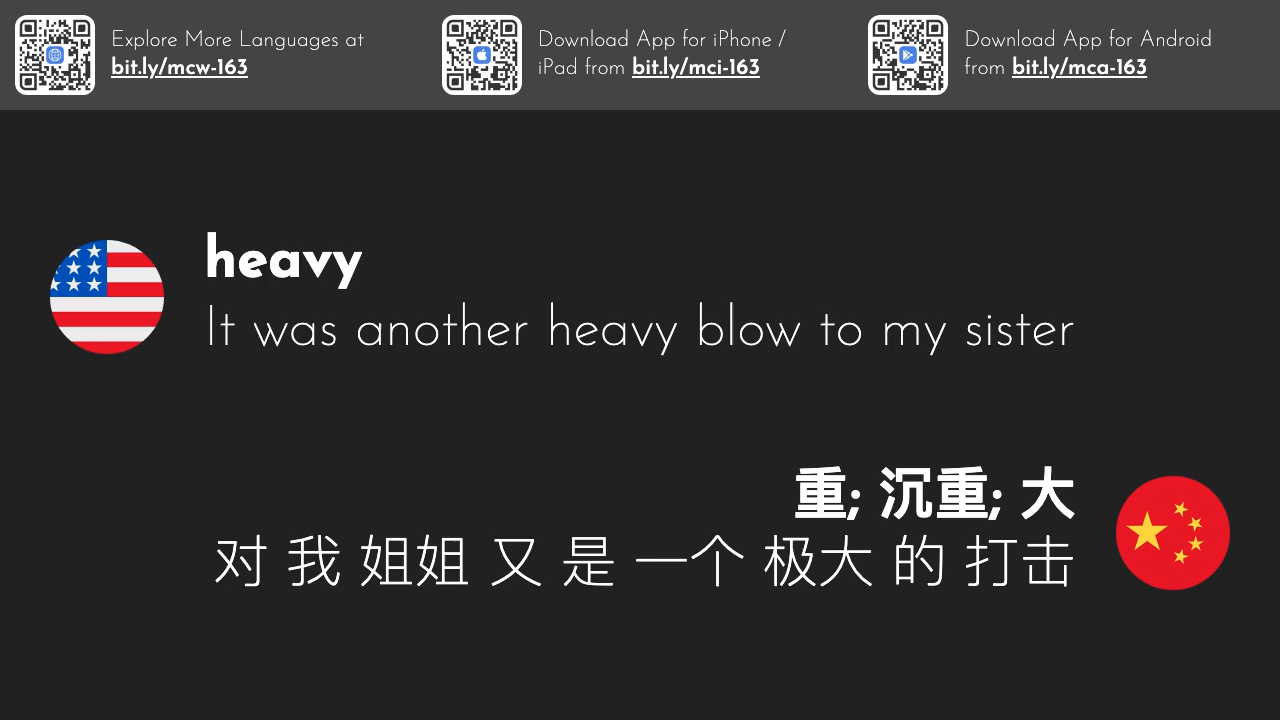 Explore More Languages at
bit.ly/mcw-163
Download App for iPhone /
iPad from bit.ly/mci-163
Download App for Android
from bit.ly/mca-163
heavy
It was another heavy blow to my sister
重; 沉重; 大
对 我 姐姐 又 是 一个 极大 的 打击